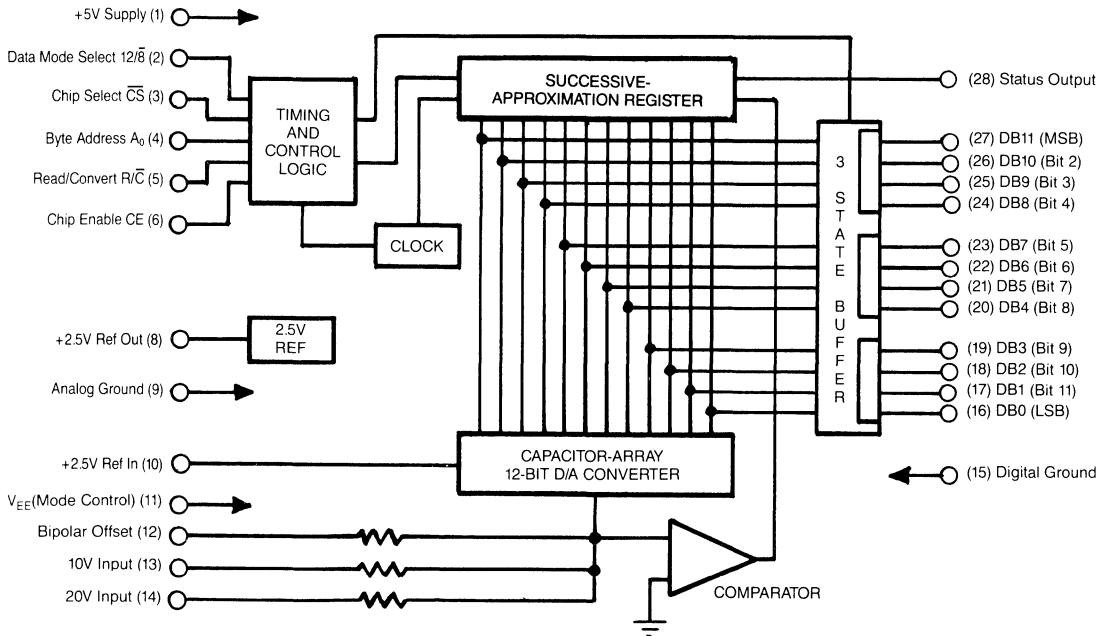 +5V Supply (1)
Data Mode Select 12/8̅ (2)
Chip Select C̅S̅ (3)
Byte Address A₀ (4)
Read/Convert R/C̅ (5)
Chip Enable CE (6)
+2.5V Ref Out (8)
Analog Ground (9)
+2.5V Ref In (10)
V_EE(Mode Control) (11)
Bipolar Offset (12)
10V Input (13)
20V Input (14)
TIMING
AND
CONTROL
LOGIC
CLOCK
2.5V
REF
SUCCESSIVE-
APPROXIMATION REGISTER
CAPACITOR-ARRAY
12-BIT D/A CONVERTER
COMPARATOR
3
S
T
A
T
E
B
U
F
F
E
R
(28) Status Output
(27) DB11 (MSB)
(26) DB10 (Bit 2)
(25) DB9 (Bit 3)
(24) DB8 (Bit 4)
(23) DB7 (Bit 5)
(22) DB6 (Bit 6)
(21) DB5 (Bit 7)
(20) DB4 (Bit 8)
(19) DB3 (Bit 9)
(18) DB2 (Bit 10)
(17) DB1 (Bit 11)
(16) DB0 (LSB)
(15) Digital Ground